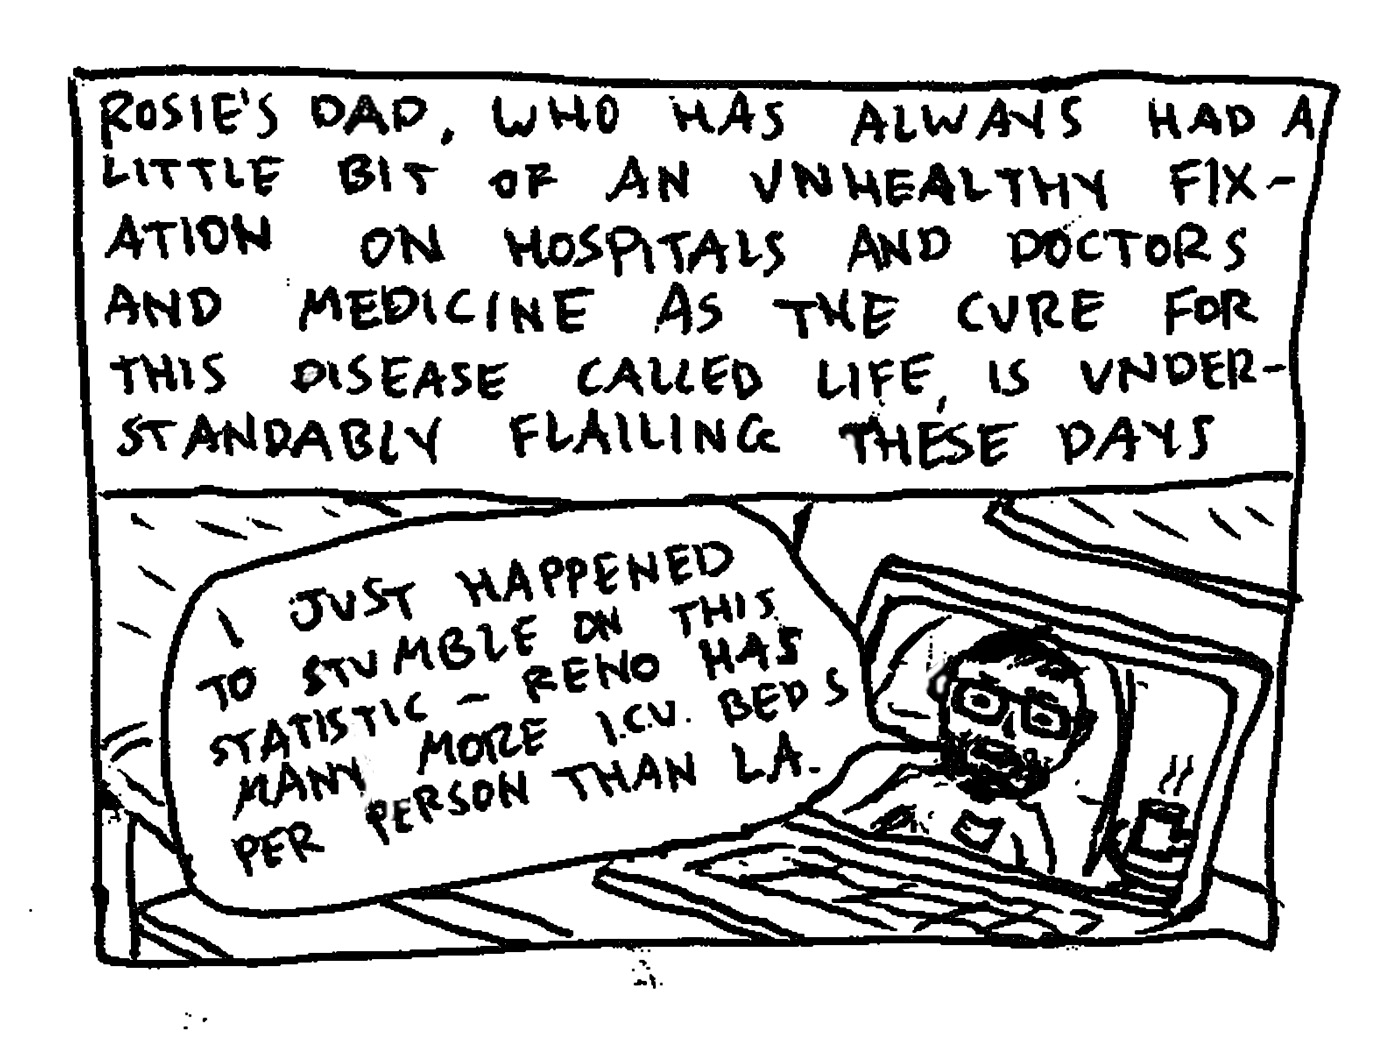 ROSIE'S DAD, WHO HAS ALWAYS HAD A
LITTLE BIT OF AN UNHEALTHY FIX-
ATION ON HOSPITALS AND DOCTORS
AND MEDICINE AS THE CURE FOR
THIS DISEASE CALLED LIFE, IS UNDER-
STANDABLY FLAILING THESE DAYS
I JUST HAPPENED
TO STUMBLE ON THIS
STATISTIC - RENO HAS
MANY MORE I.C.U. BEDS
PER PERSON THAN L.A.